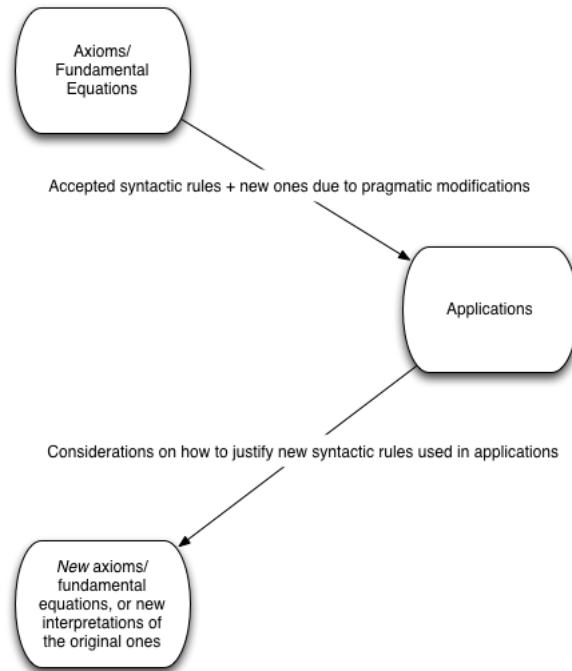 Axioms/
Fundamental
Equations
Accepted syntactic rules + new ones due to pragmatic modifications
Applications
Considerations on how to justify new syntactic rules used in applications
New axioms/
fundamental
equations, or new
interpretations
of the original ones